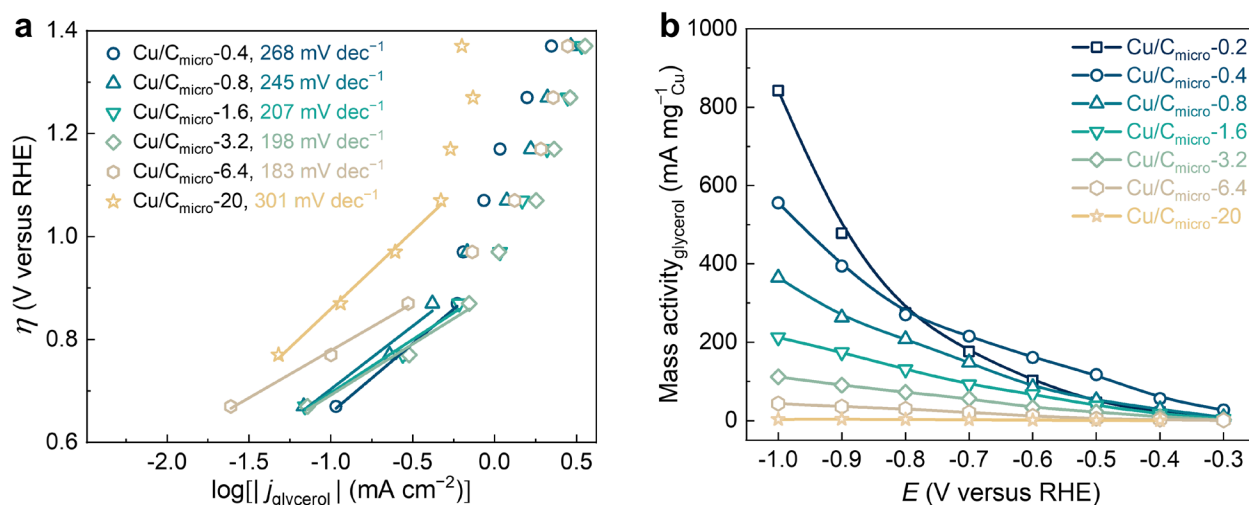 a
Cu/Cmicro-0.4, 268 mV dec⁻¹
Cu/Cmicro-0.8, 245 mV dec⁻¹
Cu/Cmicro-1.6, 207 mV dec⁻¹
Cu/Cmicro-3.2, 198 mV dec⁻¹
Cu/Cmicro-6.4, 183 mV dec⁻¹
Cu/Cmicro-20, 301 mV dec⁻¹
η (V versus RHE)
1.4
1.2
1.0
0.8
0.6
-2.0 -1.5 -1.0 -0.5 0.0 0.5
log[| jglycerol | (mA cm⁻²)]
b
Cu/Cmicro-0.2
Cu/Cmicro-0.4
Cu/Cmicro-0.8
Cu/Cmicro-1.6
Cu/Cmicro-3.2
Cu/Cmicro-6.4
Cu/Cmicro-20
Mass activityglycerol (mA mg⁻¹Cu)
1000
800
600
400
200
0
-1.0 -0.9 -0.8 -0.7 -0.6 -0.5 -0.4 -0.3
E (V versus RHE)